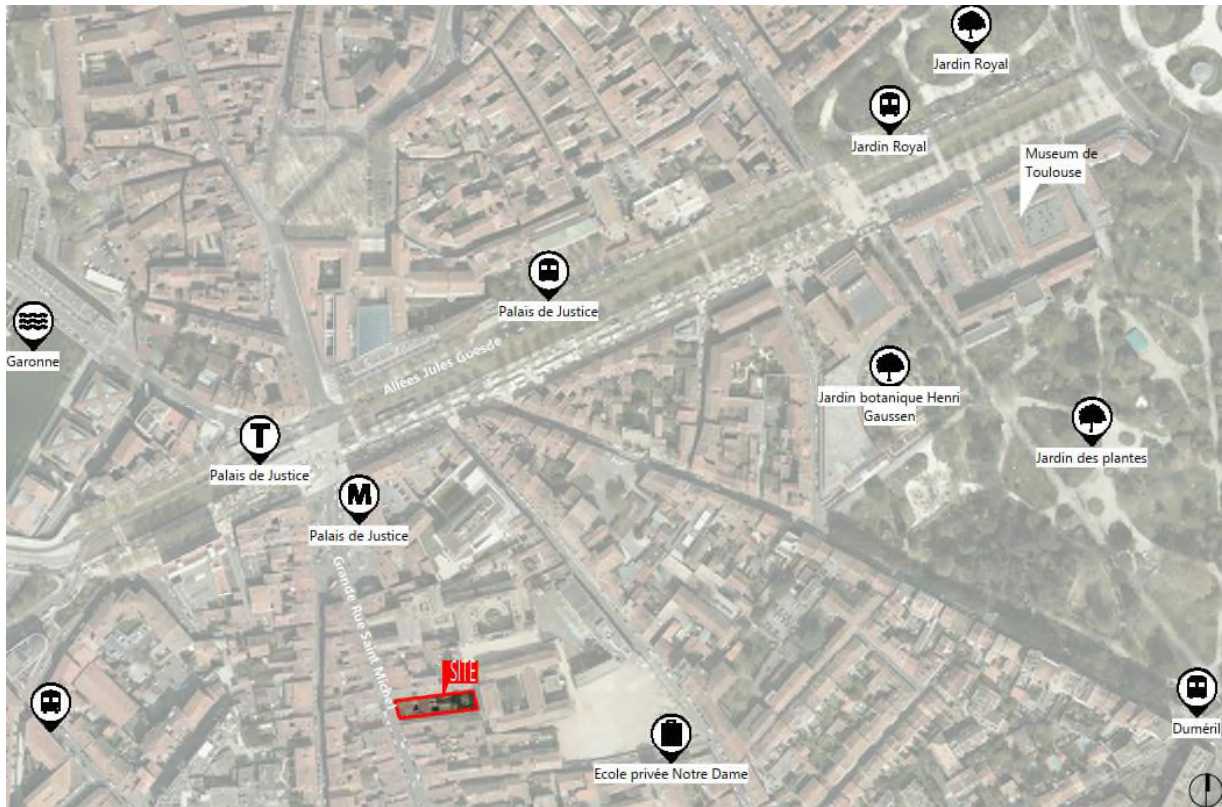 Jardin Royal
Jardin Royal
Museum de
Toulouse
Palais de Justice
Garonne
Allées Jules Guesde
Jardin botanique Henri
Gaussen
T
Palais de Justice
Jardin des plantes
M
Palais de Justice
Grande Rue Saint Michel
SITE
Duméril
Ecole privée Notre Dame